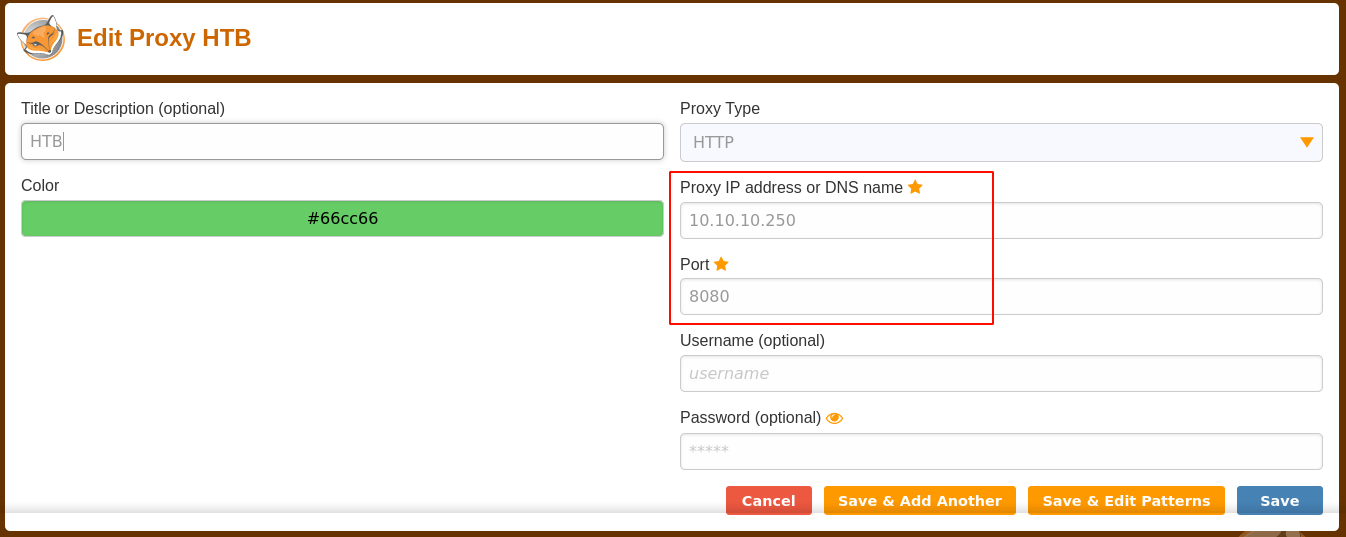 Edit Proxy HTB
Title or Description (optional)
HTB
Color
#66cc66
Proxy Type
HTTP
Proxy IP address or DNS name
10.10.10.250
Port
8080
Username (optional)
username
Password (optional)
*****
Cancel
Save & Add Another
Save & Edit Patterns
Save